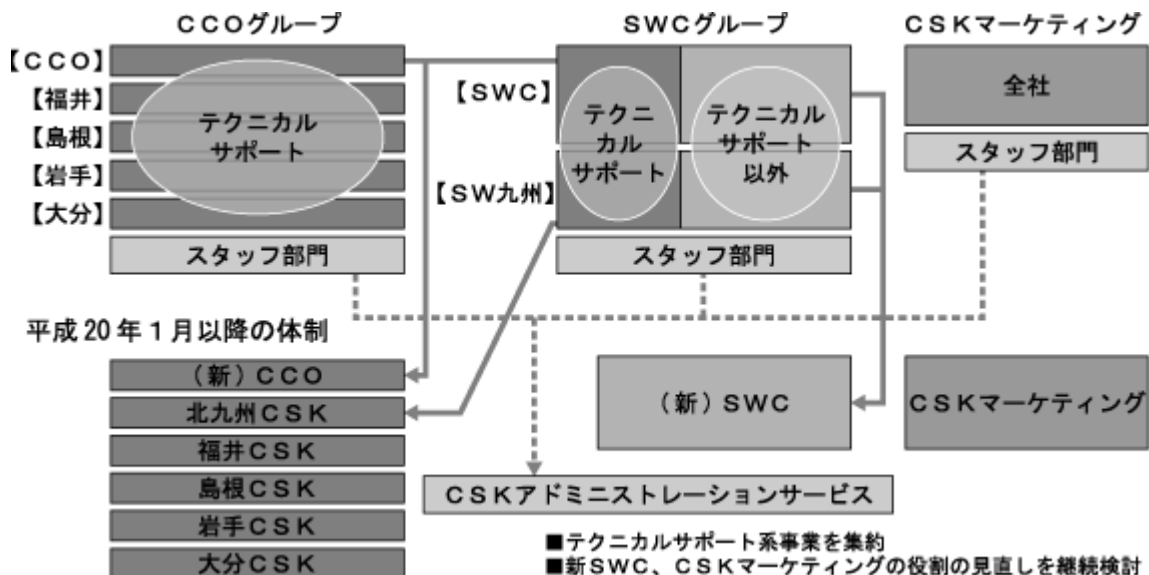 CCOグループ
SWCグループ
CSKマーケティング
【CCO】
【福井】
【島根】
【岩手】
【大分】
テクニカル
サポート
スタッフ部門
【SWC】
【SW九州】
テクニ
カル
サポート
テクニカル
サポート
以外
スタッフ部門
全社
スタッフ部門
平成20年1月以降の体制
(新)CCO
北九州CSK
福井CSK
島根CSK
岩手CSK
大分CSK
(新)SWC
CSKマーケティング
CSKアドミニストレーションサービス
■テクニカルサポート系事業を集約
■新SWC、CSKマーケティングの役割の見直しを継続検討